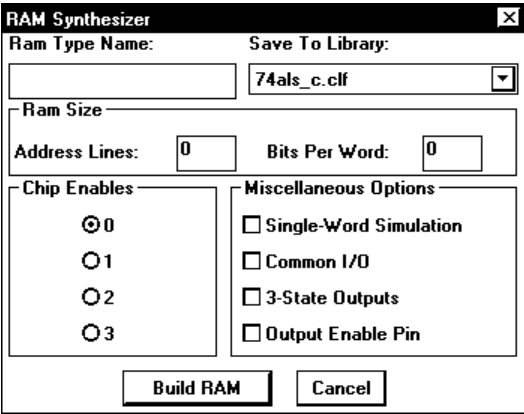 RAM Synthesizer
Ram Type Name: Save To Library:
74als_c.clf
Ram Size
Address Lines: 0 Bits Per Word: 0
Chip Enables Miscellaneous Options
0 Single-Word Simulation
1 Common I/O
2 3-State Outputs
3 Output Enable Pin
Build RAM Cancel